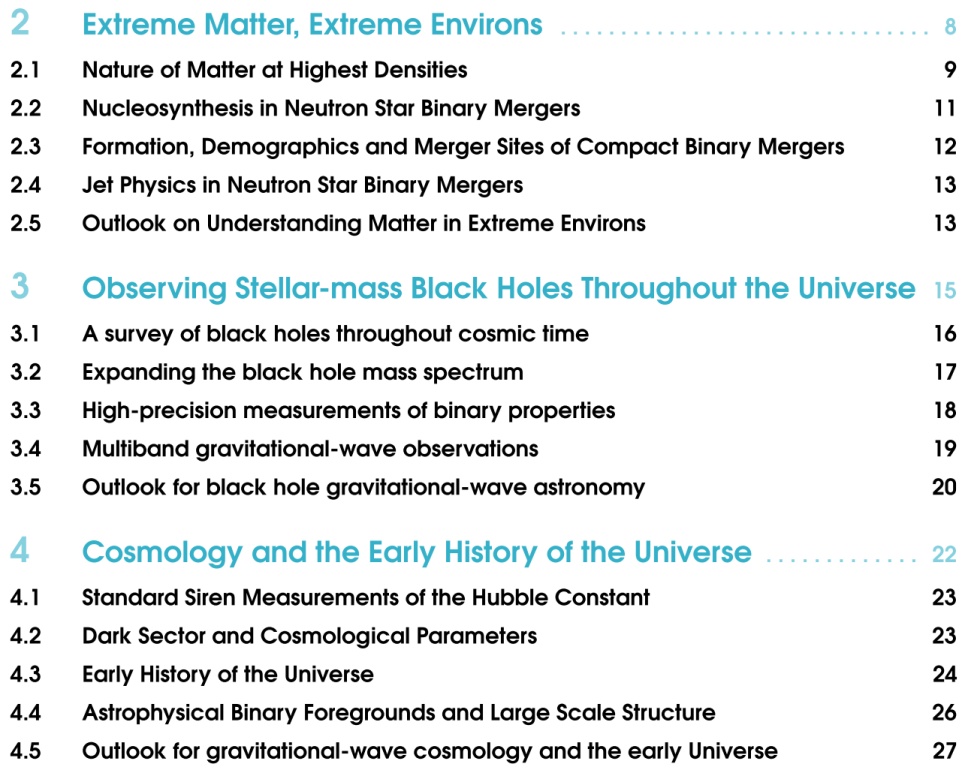 2 Extreme Matter, Extreme Environs . . . . . . . . . . . . . . . . . . . . . . . . . . . . . . . 8
2.1 Nature of Matter at Highest Densities 9
2.2 Nucleosynthesis in Neutron Star Binary Mergers 11
2.3 Formation, Demographics and Merger Sites of Compact Binary Mergers 12
2.4 Jet Physics in Neutron Star Binary Mergers 13
2.5 Outlook on Understanding Matter in Extreme Environs 13
3 Observing Stellar-mass Black Holes Throughout the Universe 15
3.1 A survey of black holes throughout cosmic time 16
3.2 Expanding the black hole mass spectrum 17
3.3 High-precision measurements of binary properties 18
3.4 Multiband gravitational-wave observations 19
3.5 Outlook for black hole gravitational-wave astronomy 20
4 Cosmology and the Early History of the Universe . . . . . . . . . . . . . 22
4.1 Standard Siren Measurements of the Hubble Constant 23
4.2 Dark Sector and Cosmological Parameters 23
4.3 Early History of the Universe 24
4.4 Astrophysical Binary Foregrounds and Large Scale Structure 26
4.5 Outlook for gravitational-wave cosmology and the early Universe 27